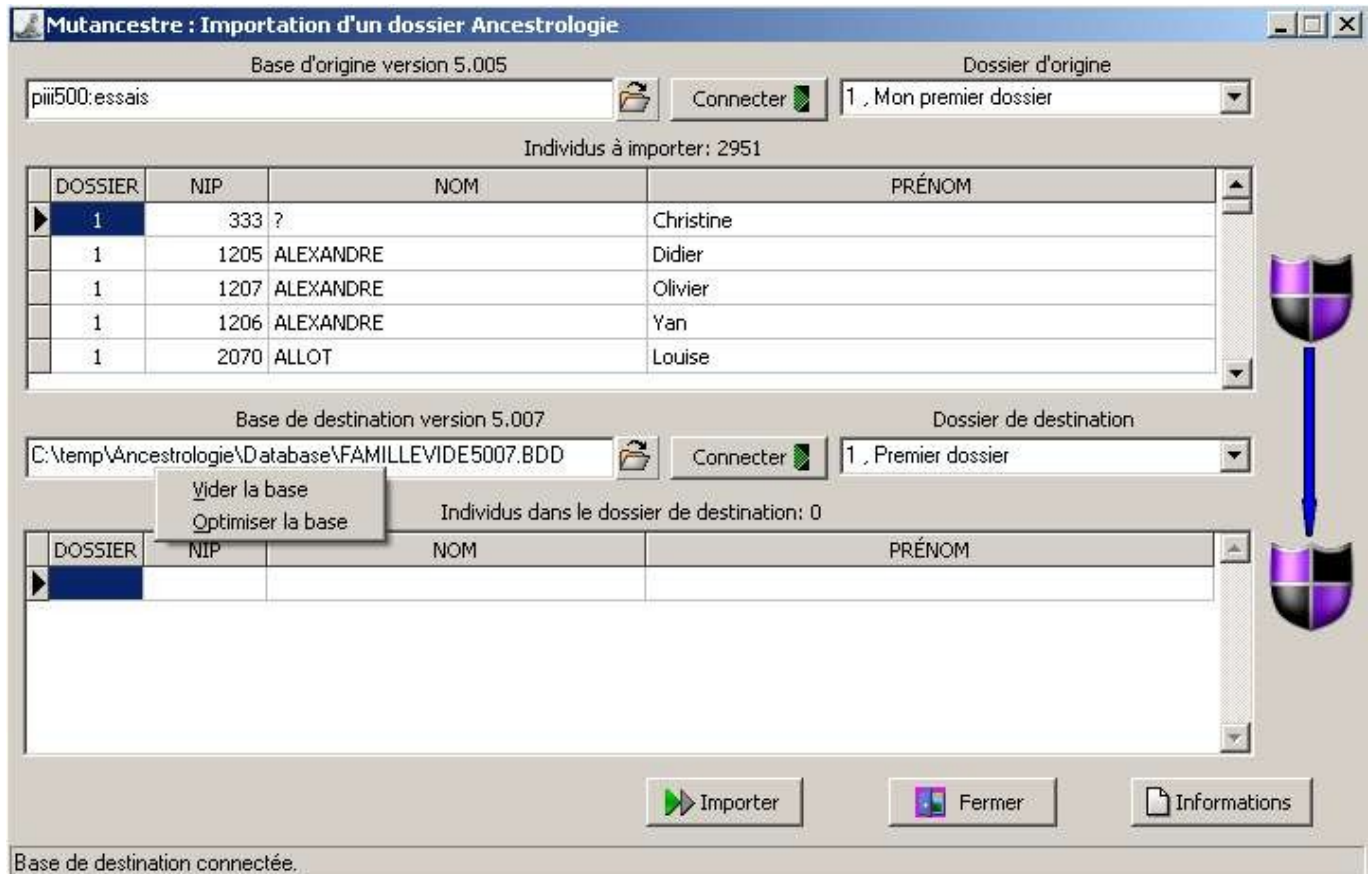 Mutancestre : Importation d'un dossier Ancestrologie
Base d'origine version 5.005 Dossier d'origine
piii500:essais Connecter 1 , Mon premier dossier
Individus à importer: 2951
DOSSIER NIP NOM PRÉNOM
1 333 ? Christine
1 1205 ALEXANDRE Didier
1 1207 ALEXANDRE Olivier
1 1206 ALEXANDRE Yan
1 2070 ALLOT Louise
Base de destination version 5.007 Dossier de destination
C:\temp\Ancestrologie\Database\FAMILLEVIDE5007.BDD Connecter 1 , Premier dossier
Vider la base
Optimiser la base
Individus dans le dossier de destination: 0
DOSSIER NIP NOM PRÉNOM
Importer Fermer Informations
Base de destination connectée.